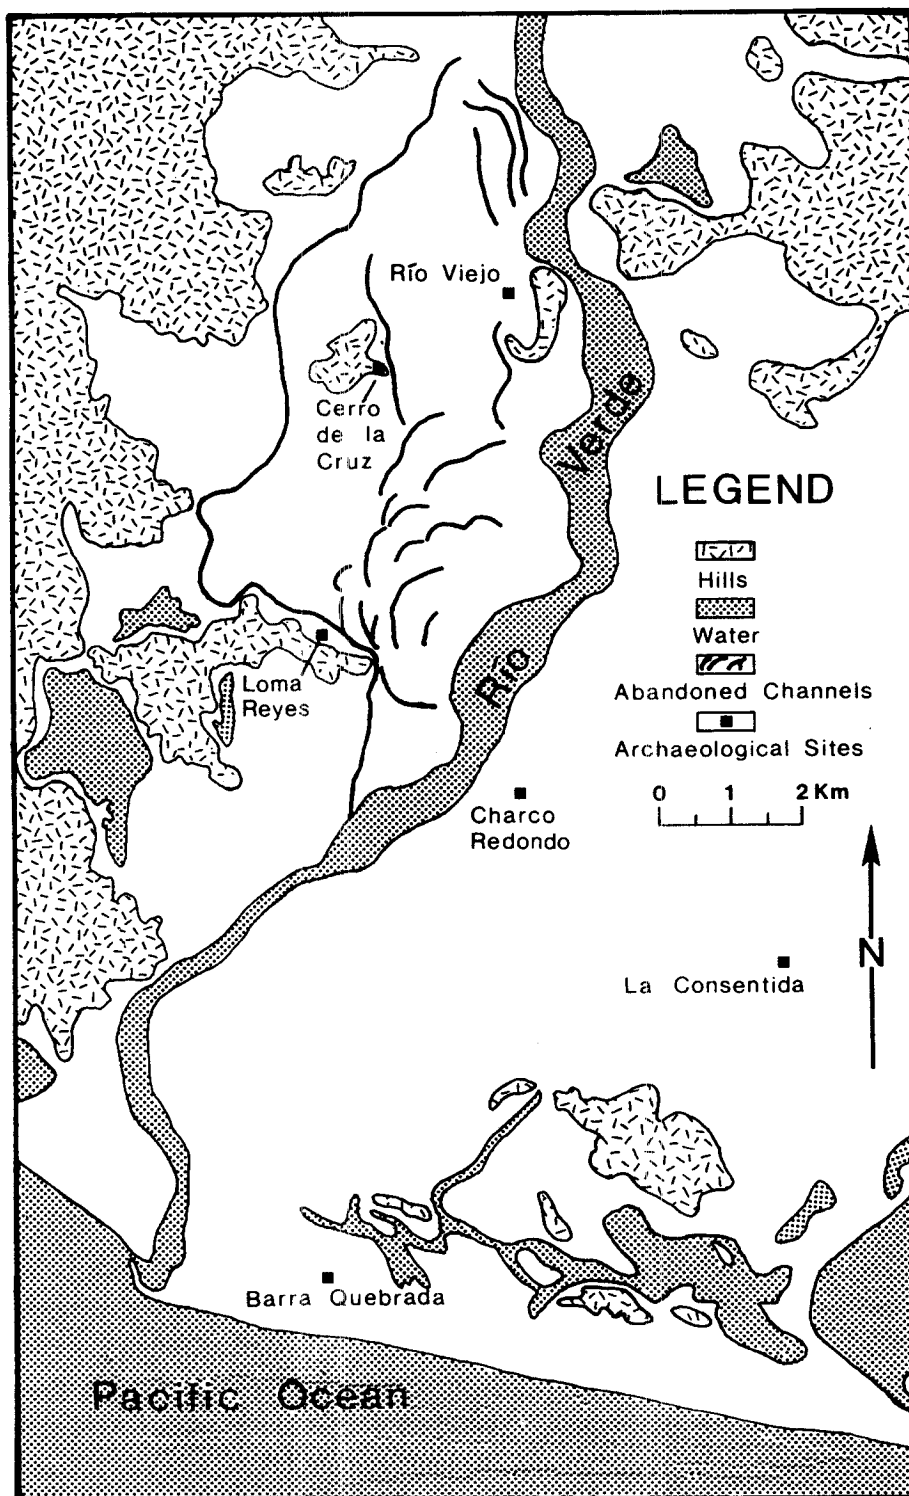 Río Viejo
Cerro
de la
Cruz
Verde
LEGEND
Hills
Water
Abandoned Channels
Archaeological Sites
0 1 2 Km
Río
Loma
Reyes
Charco
Redondo
N
La Consentida
Barra Quebrada
Pacific Ocean